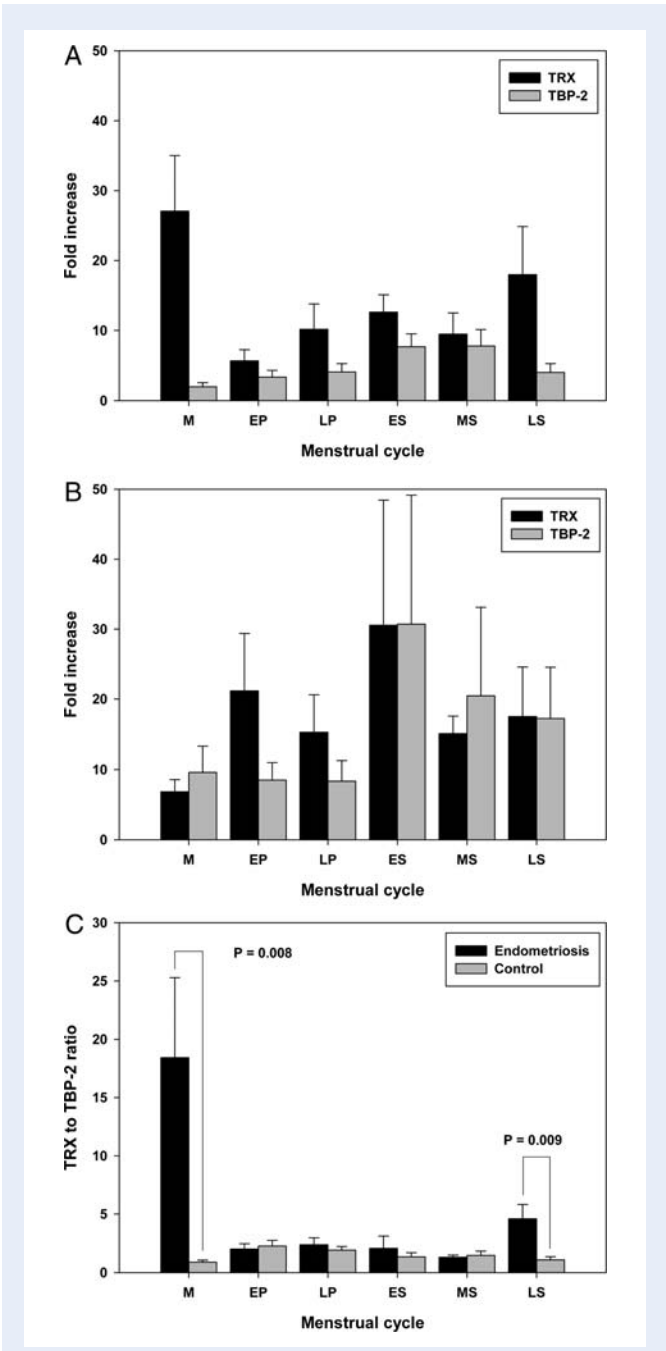 A
50
TRX
TBP-2
40
30
20
10
0
Fold increase
M EP LP ES MS LS
Menstrual cycle
B
50
TRX
TBP-2
40
30
20
10
0
Fold increase
M EP LP ES MS LS
Menstrual cycle
C
30
Endometriosis
Control
P = 0.008
25
20
15
10
P = 0.009
5
0
TRX to TBP-2 ratio
M EP LP ES MS LS
Menstrual cycle